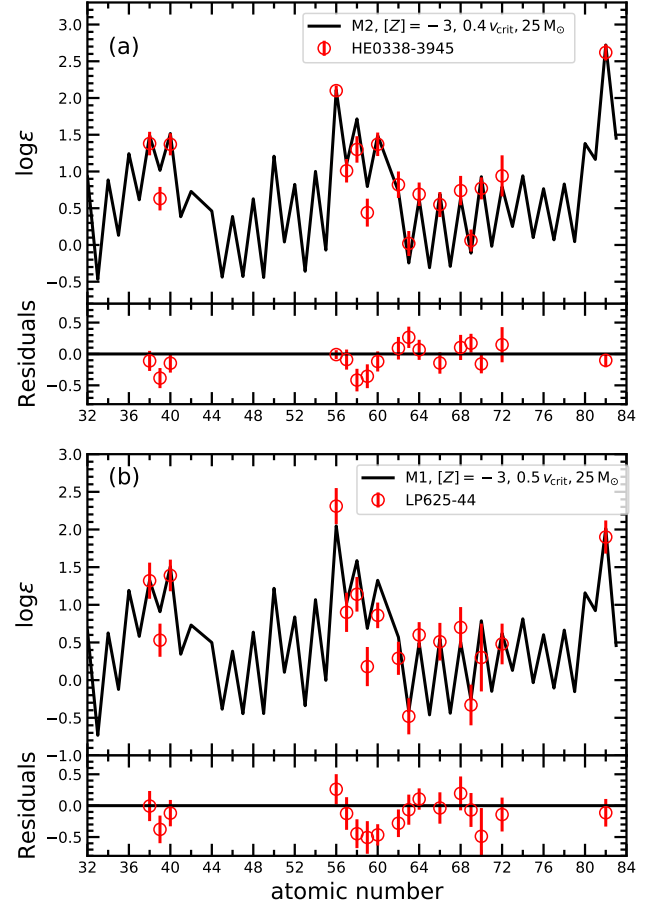 (a)
M2, [Z] = −3, 0.4 v_crit, 25 M⊙
HE0338-3945
3.0
2.5
2.0
1.5
1.0
0.5
0.0
−0.5
logε
0.5
0.0
−0.5
Residuals
32 36 40 44 48 52 56 60 64 68 72 76 80 84
(b)
M1, [Z] = −3, 0.5 v_crit, 25 M⊙
LP625-44
3.0
2.5
2.0
1.5
1.0
0.5
0.0
−0.5
−1.0
logε
0.5
0.0
−0.5
Residuals
32 36 40 44 48 52 56 60 64 68 72 76 80 84
atomic number